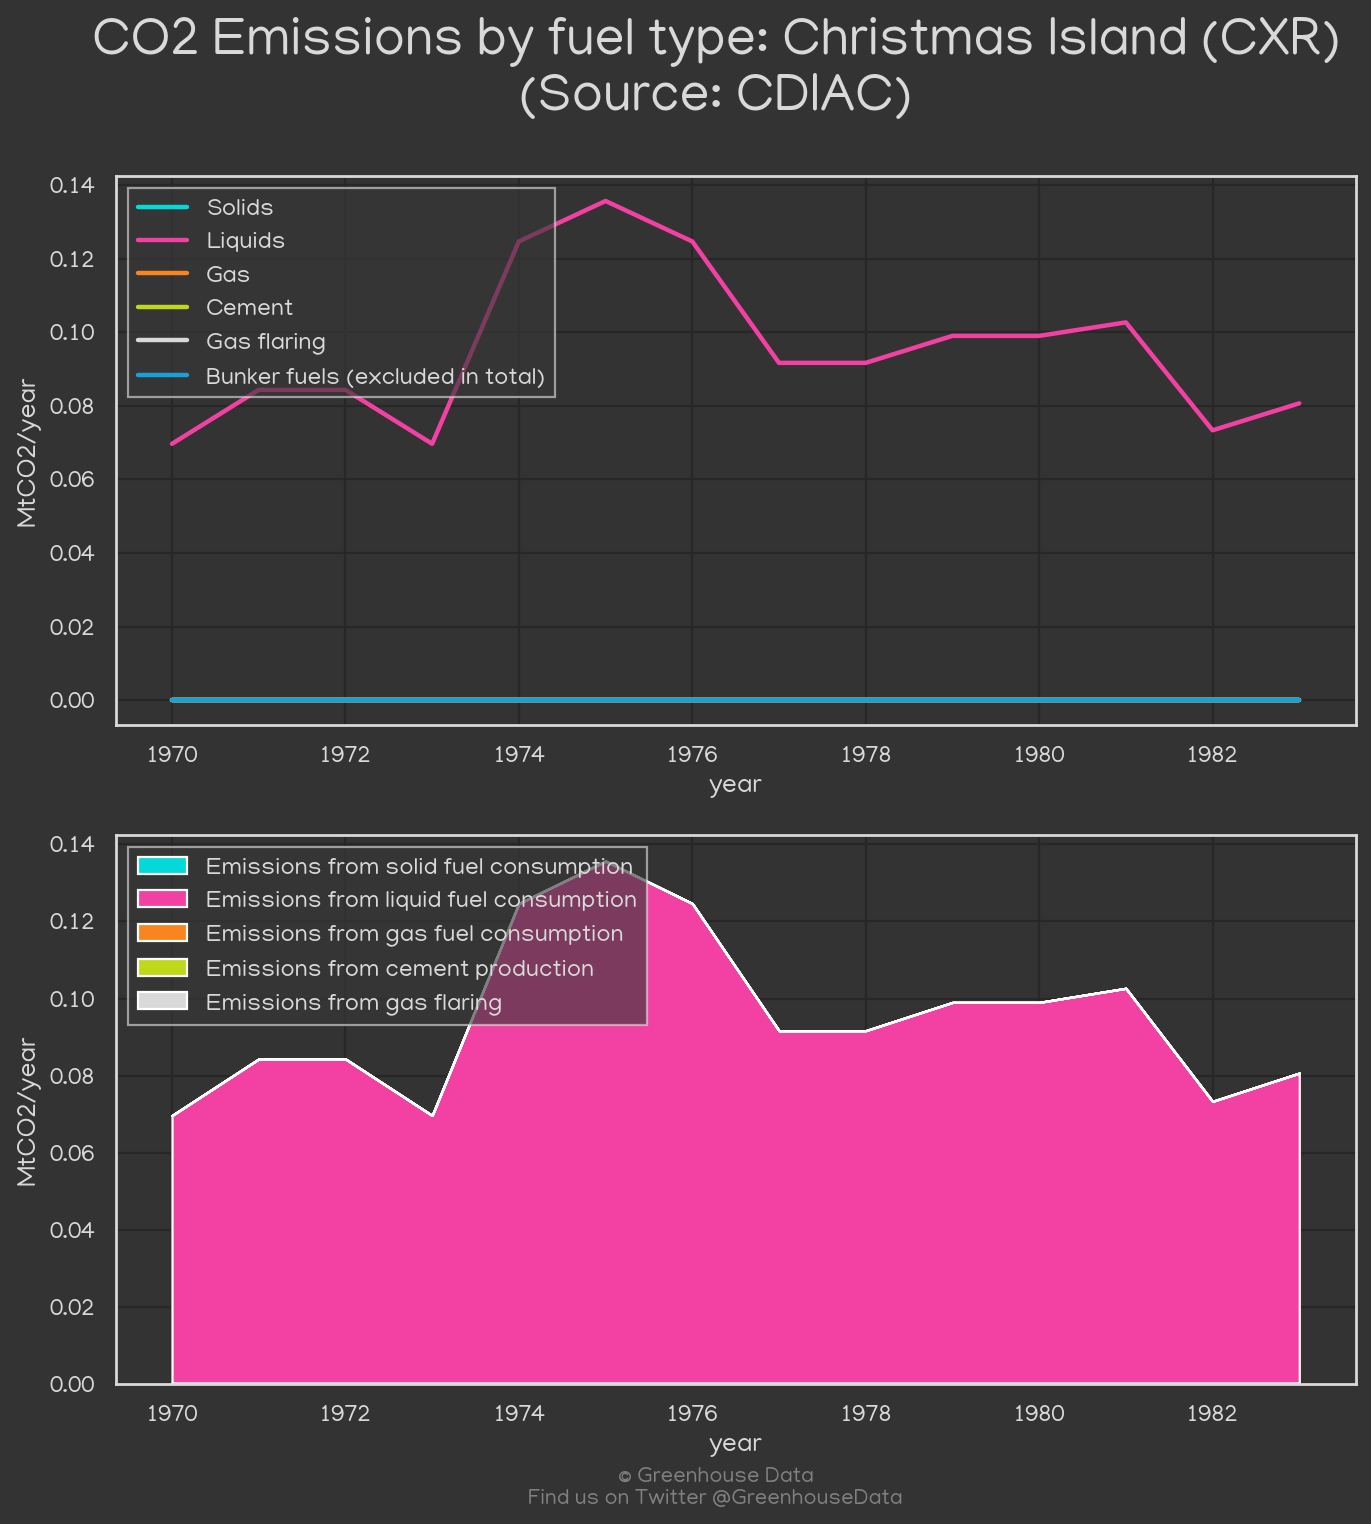 CO2 Emissions by fuel type: Christmas Island (CXR)
(Source: CDIAC)
0.14
0.12
0.10
0.08
0.06
0.04
0.02
0.00
MtCO2/year
Solids
Liquids
Gas
Cement
Gas flaring
Bunker fuels (excluded in total)
1970 1972 1974 1976 1978 1980 1982
year
0.14
0.12
0.10
0.08
0.06
0.04
0.02
0.00
MtCO2/year
Emissions from solid fuel consumption
Emissions from liquid fuel consumption
Emissions from gas fuel consumption
Emissions from cement production
Emissions from gas flaring
1970 1972 1974 1976 1978 1980 1982
year
© Greenhouse Data
Find us on Twitter @GreenhouseData